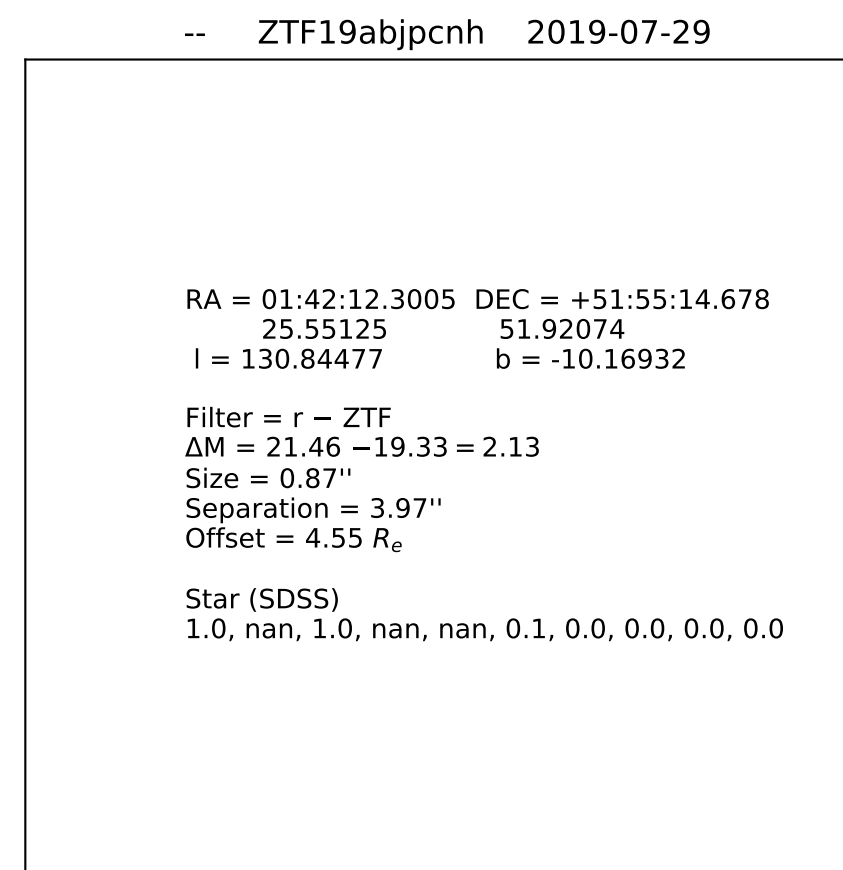 -- ZTF19abjpcnh 2019-07-29
RA = 01:42:12.3005 DEC = +51:55:14.678
25.55125 51.92074
l = 130.84477 b = -10.16932
Filter = r − ZTF
ΔM = 21.46 −19.33 = 2.13
Size = 0.87''
Separation = 3.97''
Offset = 4.55 Re
Star (SDSS)
1.0, nan, 1.0, nan, nan, 0.1, 0.0, 0.0, 0.0, 0.0